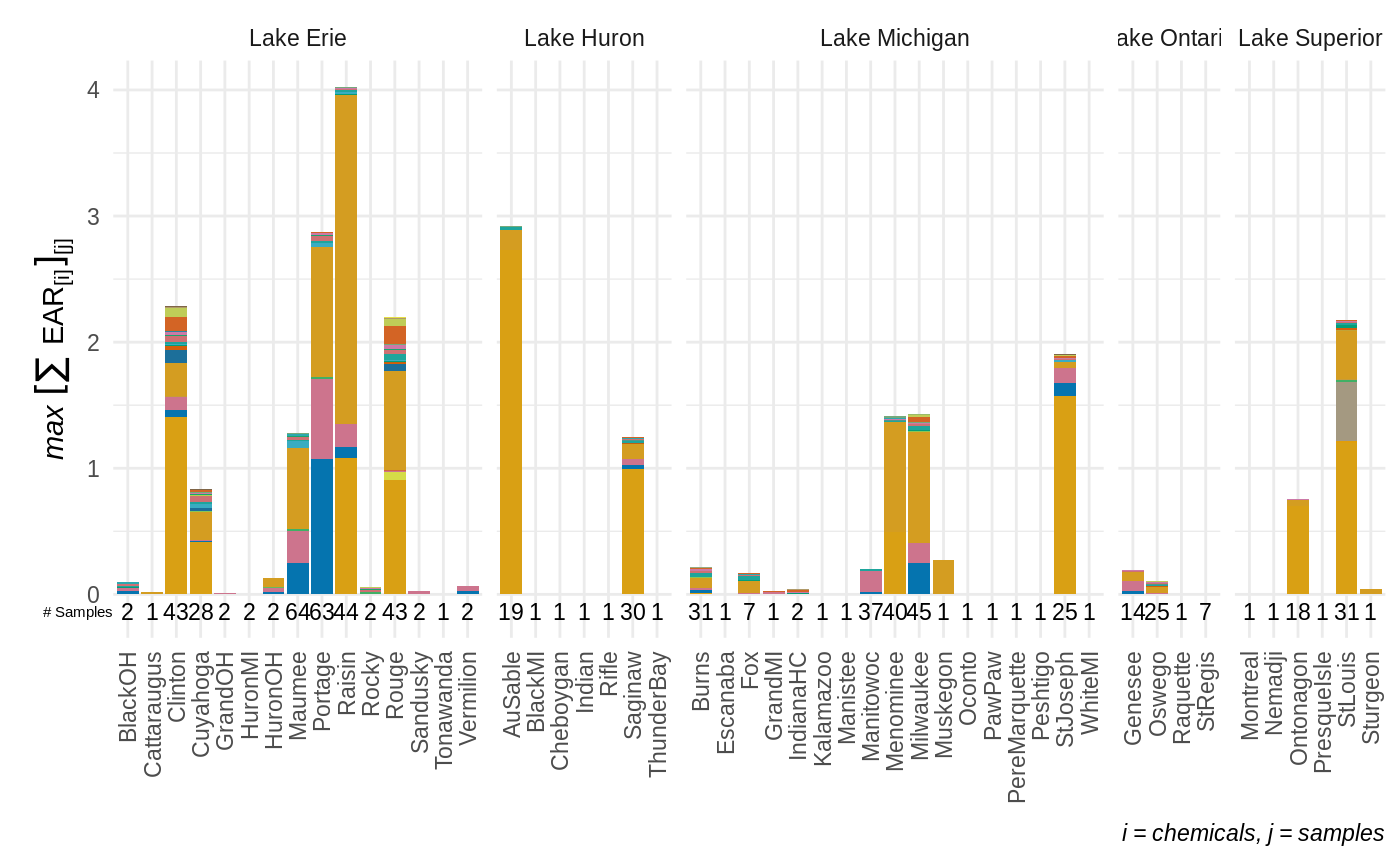 Lake Erie Lake Huron Lake Michigan ake Ontari Lake Superior
4
3
2
1
0
max [Σ EAR[i]][j]
# Samples 2 1 43 28 2 2 2 64 63 44 2 43 2 1 2 19 1 1 1 1 30 1 31 1 7 1 2 1 1 37 40 45 1 1 1 1 1 25 1 14 25 1 7 1 1 18 1 31 1
BlackOH
Cattaraugus
Clinton
Cuyahoga
GrandOH
HuronMI
HuronOH
Maumee
Portage
Raisin
Rocky
Rouge
Sandusky
Tonawanda
Vermilion
AuSable
BlackMI
Cheboygan
Indian
Rifle
Saginaw
ThunderBay
Burns
Escanaba
Fox
GrandMI
IndianaHC
Kalamazoo
Manistee
Manitowoc
Menominee
Milwaukee
Muskegon
Oconto
PawPaw
PereMarquette
Peshtigo
StJoseph
WhiteMI
Genesee
Oswego
Raquette
StRegis
Montreal
Nemadji
Ontonagon
PresqueIsle
StLouis
Sturgeon
i = chemicals, j = samples